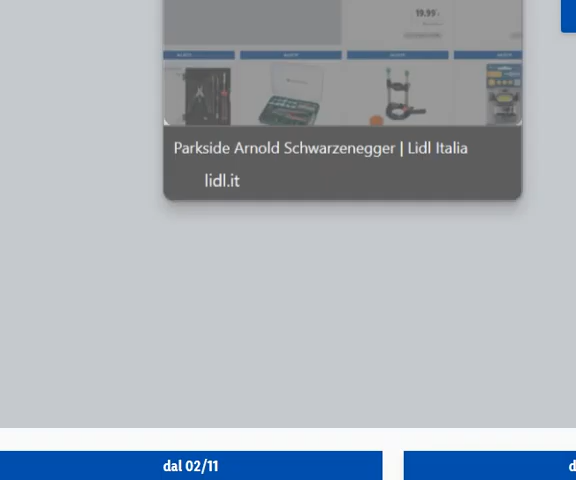 19.99*
Parkside Arnold Schwarzenegger | Lidl Italia
lidl.it
dal 02/11
d